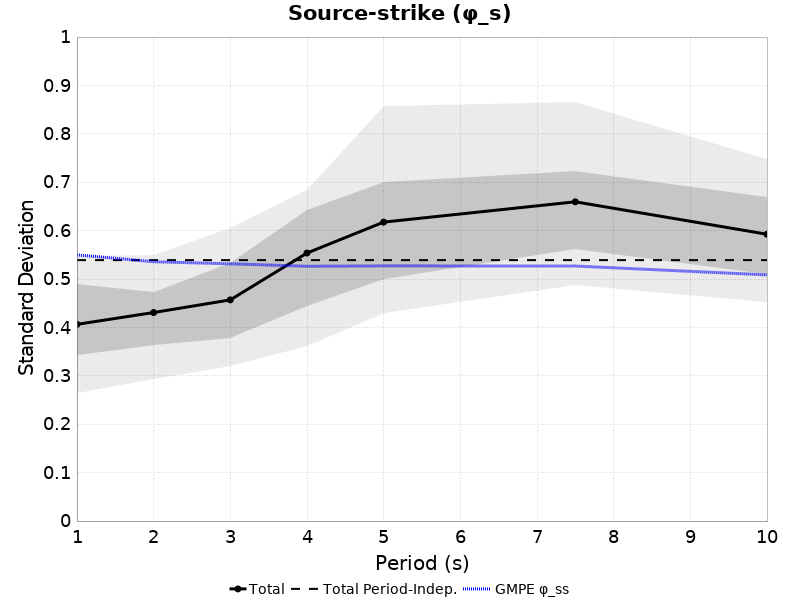 Source-strike (φ_s)
Standard Deviation
1
0.9
0.8
0.7
0.6
0.5
0.4
0.3
0.2
0.1
0
1 2 3 4 5 6 7 8 9 10
Period (s)
Total Total Period-Indep. GMPE φ_ss